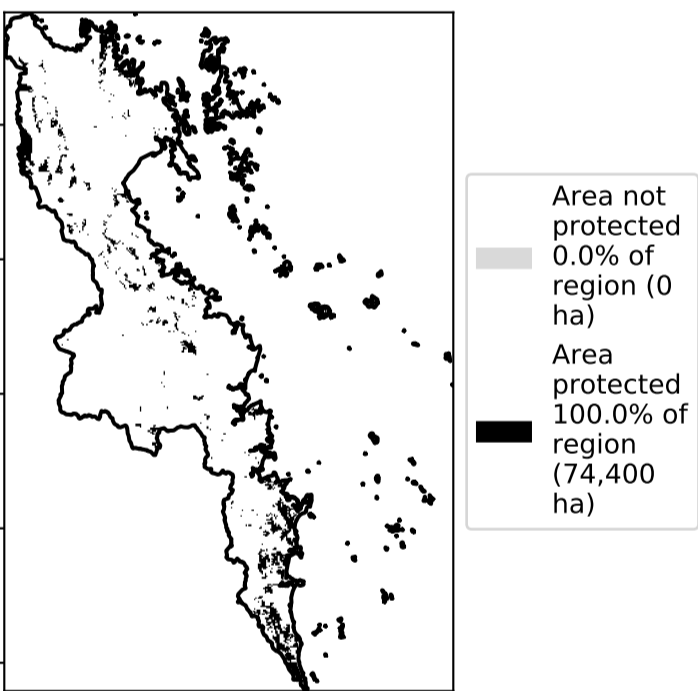 Area not
protected
0.0% of
region (0
ha)
Area
protected
100.0% of
region
(74,400
ha)